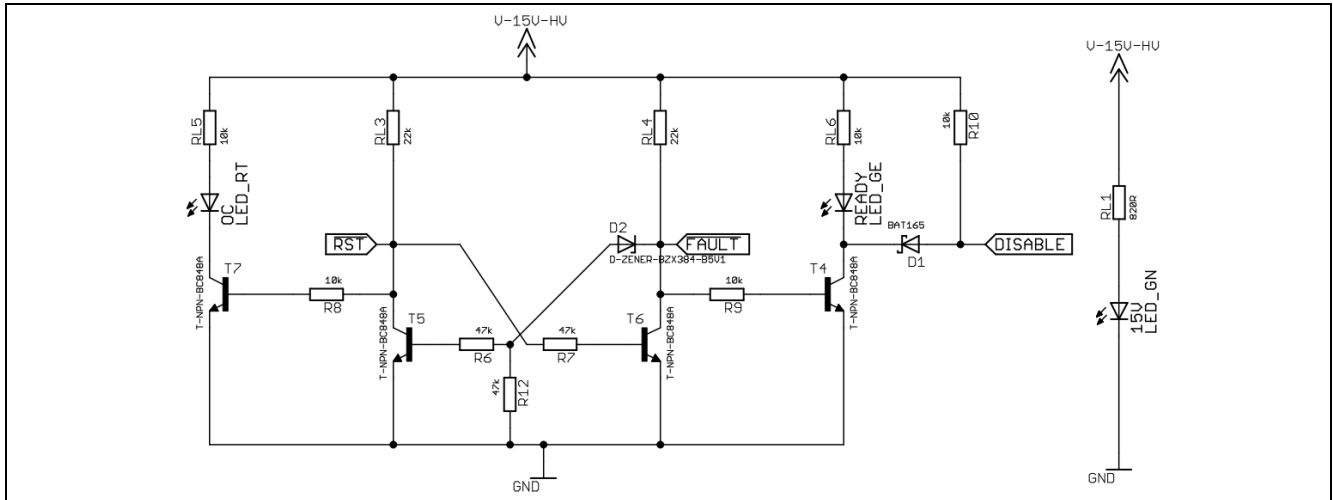 V-15V-HV
V-15V-HV
RL5
10k
RL3
22k
RL4
22k
RL6
10k
10k
R10
RL1
820R
OC
LED_RT
READY
LED_GE
RST
D2
FAULT
D-ZENER-BZX384-B5V1
BAT165
D1
DISABLE
T7
T-NPN-BC848A
10k
R8
T5
T-NPN-BC848A
47k
R6
47k
R7
T6
T-NPN-BC848A
10k
R9
T4
T-NPN-BC848A
15V
LED_GN
47k
R12
GND
GND